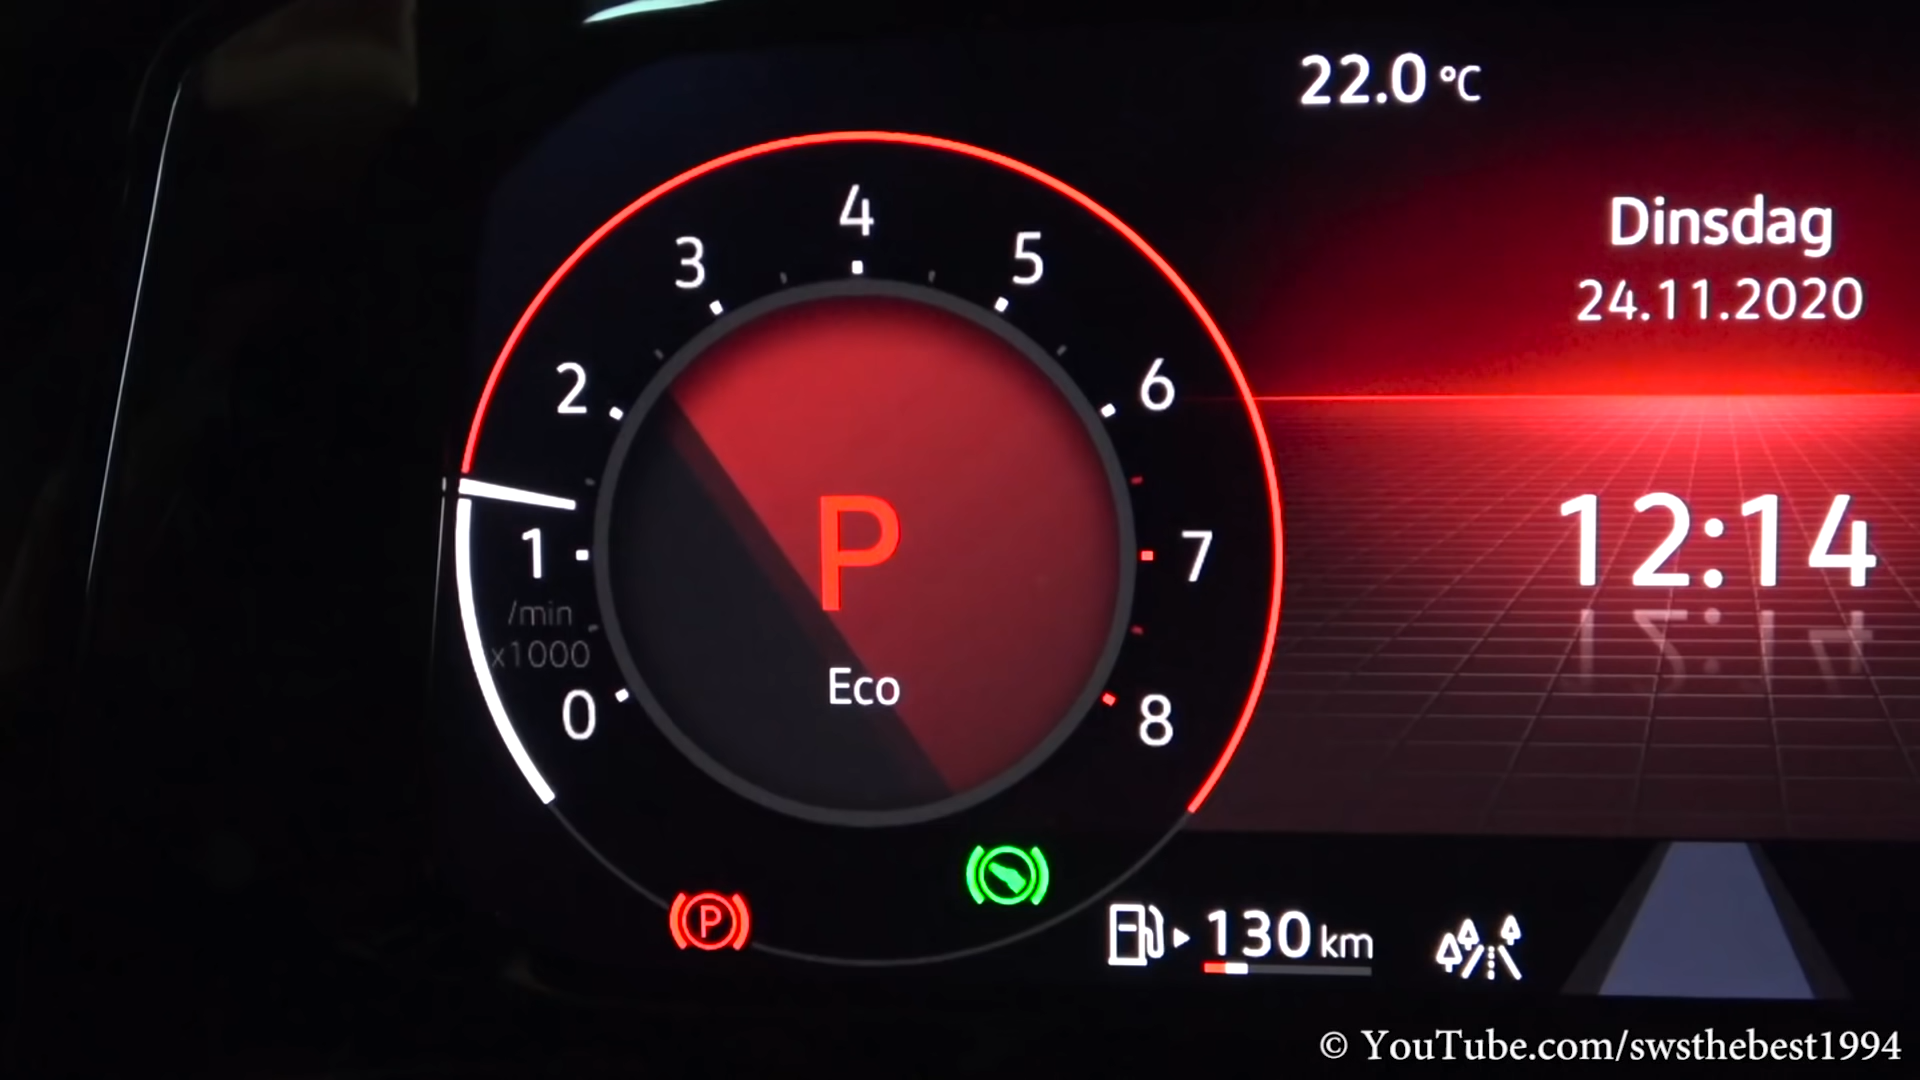 22.0 °C
Dinsdag
24.11.2020
12:14
0
1
2
3
4
5
6
7
8
/min
x1000
P
Eco
P
130 km
© YouTube.com/swsthebest1994